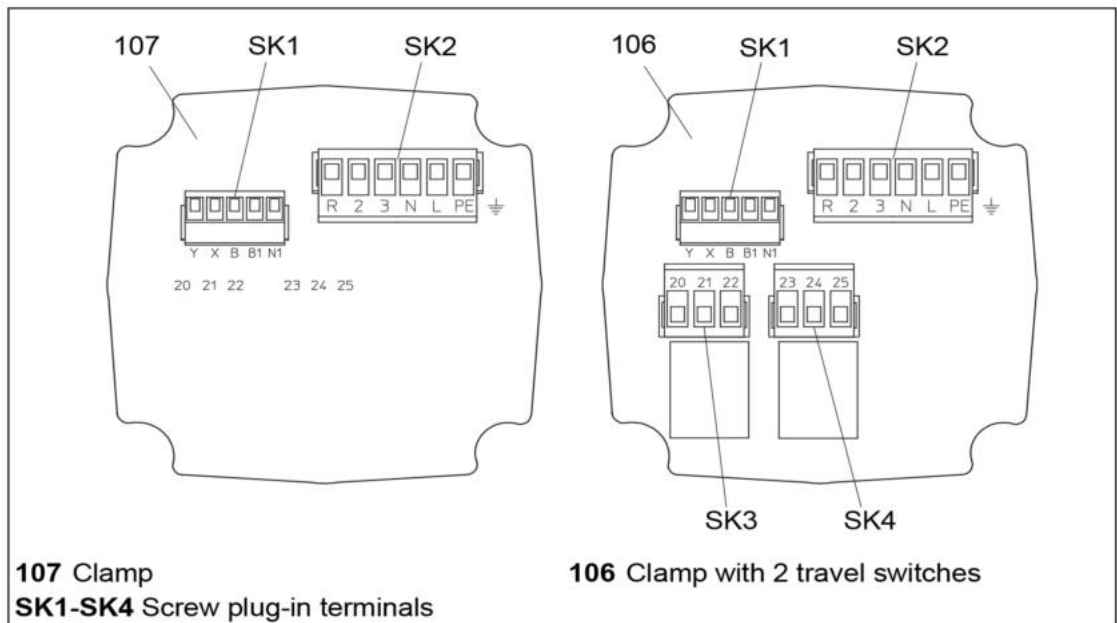 107 SK1 SK2 106 SK1 SK2
R 2 3 N L PE R 2 3 N L PE
Y X B B1 N1 Y X B B1 N1
20 21 22 23 24 25 20 21 22 23 24 25
SK3 SK4
107 Clamp 106 Clamp with 2 travel switches
SK1-SK4 Screw plug-in terminals